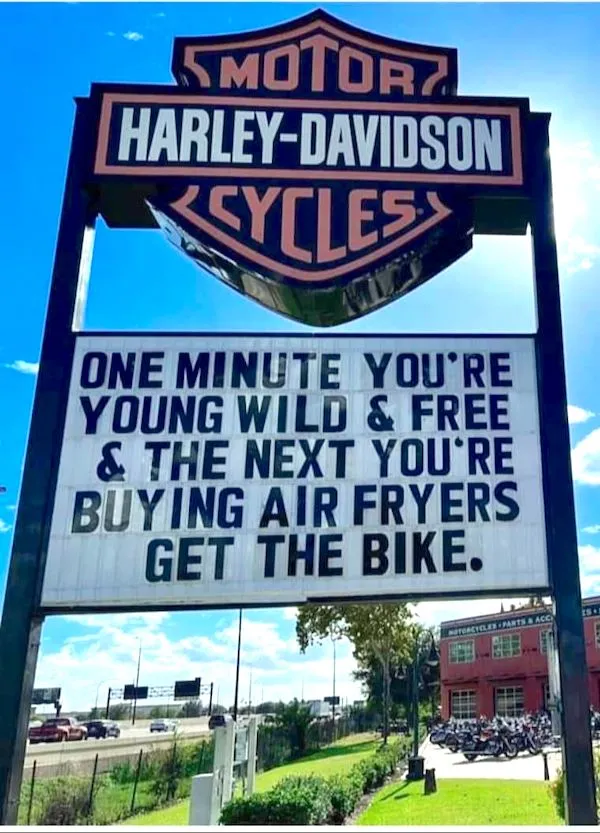 MOTOR
HARLEY-DAVIDSON
CYCLES
ONE MINUTE YOU'RE
YOUNG WILD & FREE
& THE NEXT YOU'RE
BUYING AIR FRYERS
GET THE BIKE.
MOTORCYCLES • PARTS &